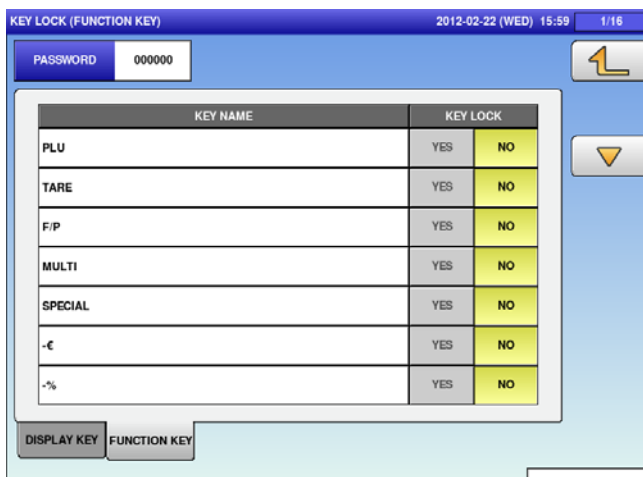 KEY LOCK (FUNCTION KEY) 2012-02-22 (WED) 15:59 1/16
PASSWORD 000000
KEY NAME KEY LOCK
PLU YES NO
TARE YES NO
F/P YES NO
MULTI YES NO
SPECIAL YES NO
-€ YES NO
-% YES NO
DISPLAY KEY FUNCTION KEY